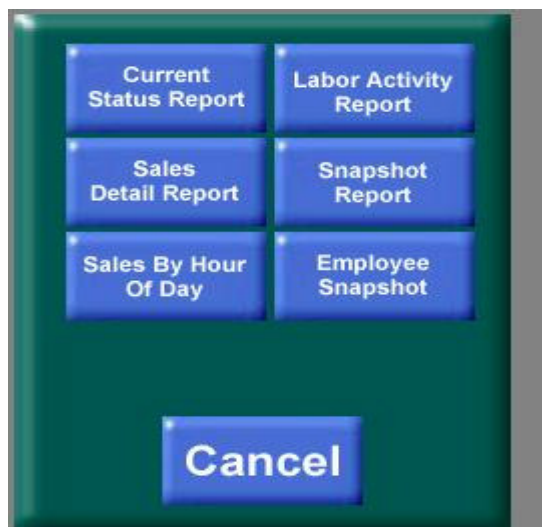 Current
Status Report
Labor Activity
Report
Sales
Detail Report
Snapshot
Report
Sales By Hour
Of Day
Employee
Snapshot
Cancel